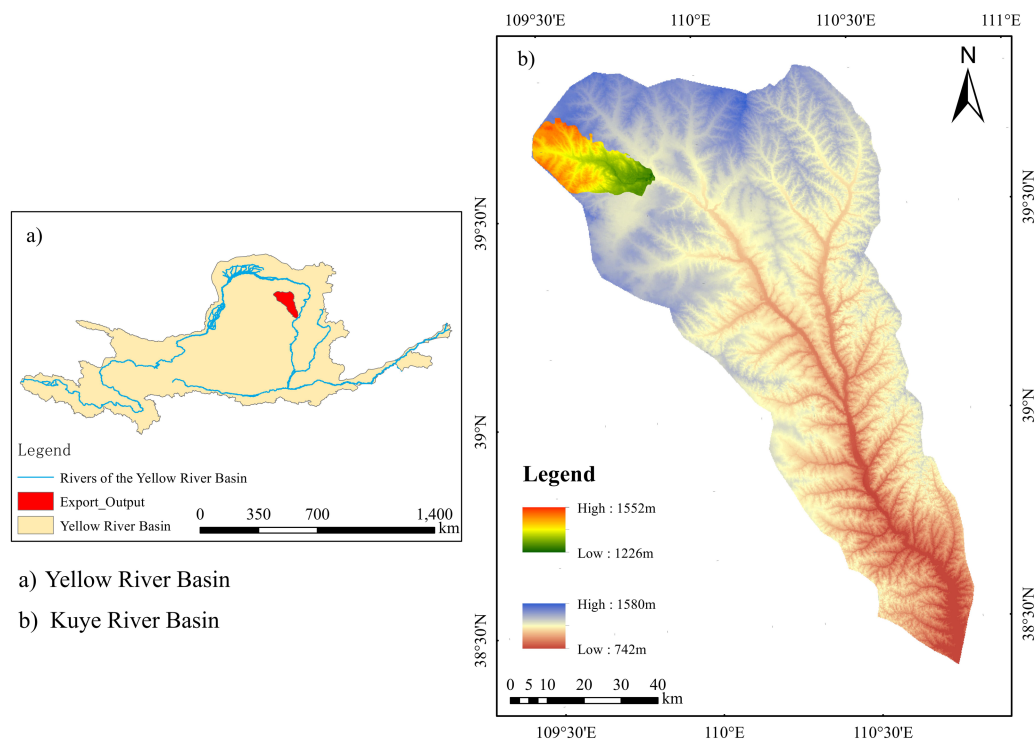 a)
Legend
Rivers of the Yellow River Basin
Export_Output
Yellow River Basin
0 350 700 1,400
km
a) Yellow River Basin
b) Kuye River Basin
109°30'E 110°E 110°30'E 111°E
b)
N
39°30'N 39°30'N
39°N 39°N
38°30'N 38°30'N
Legend
High : 1552m
Low : 1226m
High : 1580m
Low : 742m
0 5 10 20 30 40
km
109°30'E 110°E 110°30'E